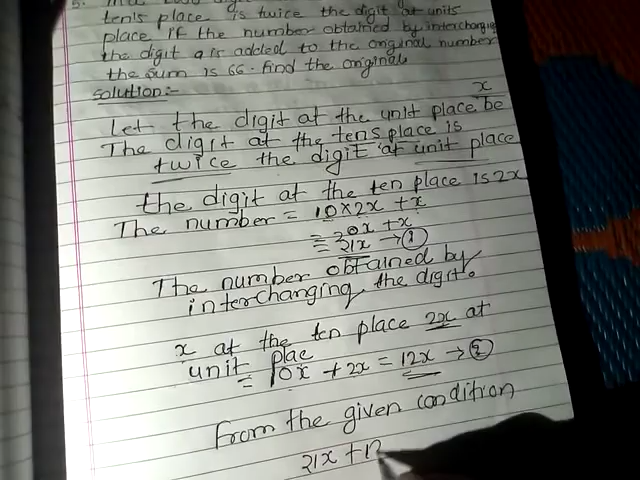 ten's place is twice the digit at units
place if the number obtained by interchanging
the digit is added to the original number
the sum is 66. find the original
solution:-
Let the digit at the unit place be x
The digit at the tens place is
twice the digit at unit place
the digit at the ten place is 2x
The number = 10×2x + x
= 20x + x
= 21x → ①
The number obtained by
interchanging the digit.
x at the ten place 2x at
unit plac
= 10x + 2x = 12x → ②
From the given condition
21x + 12